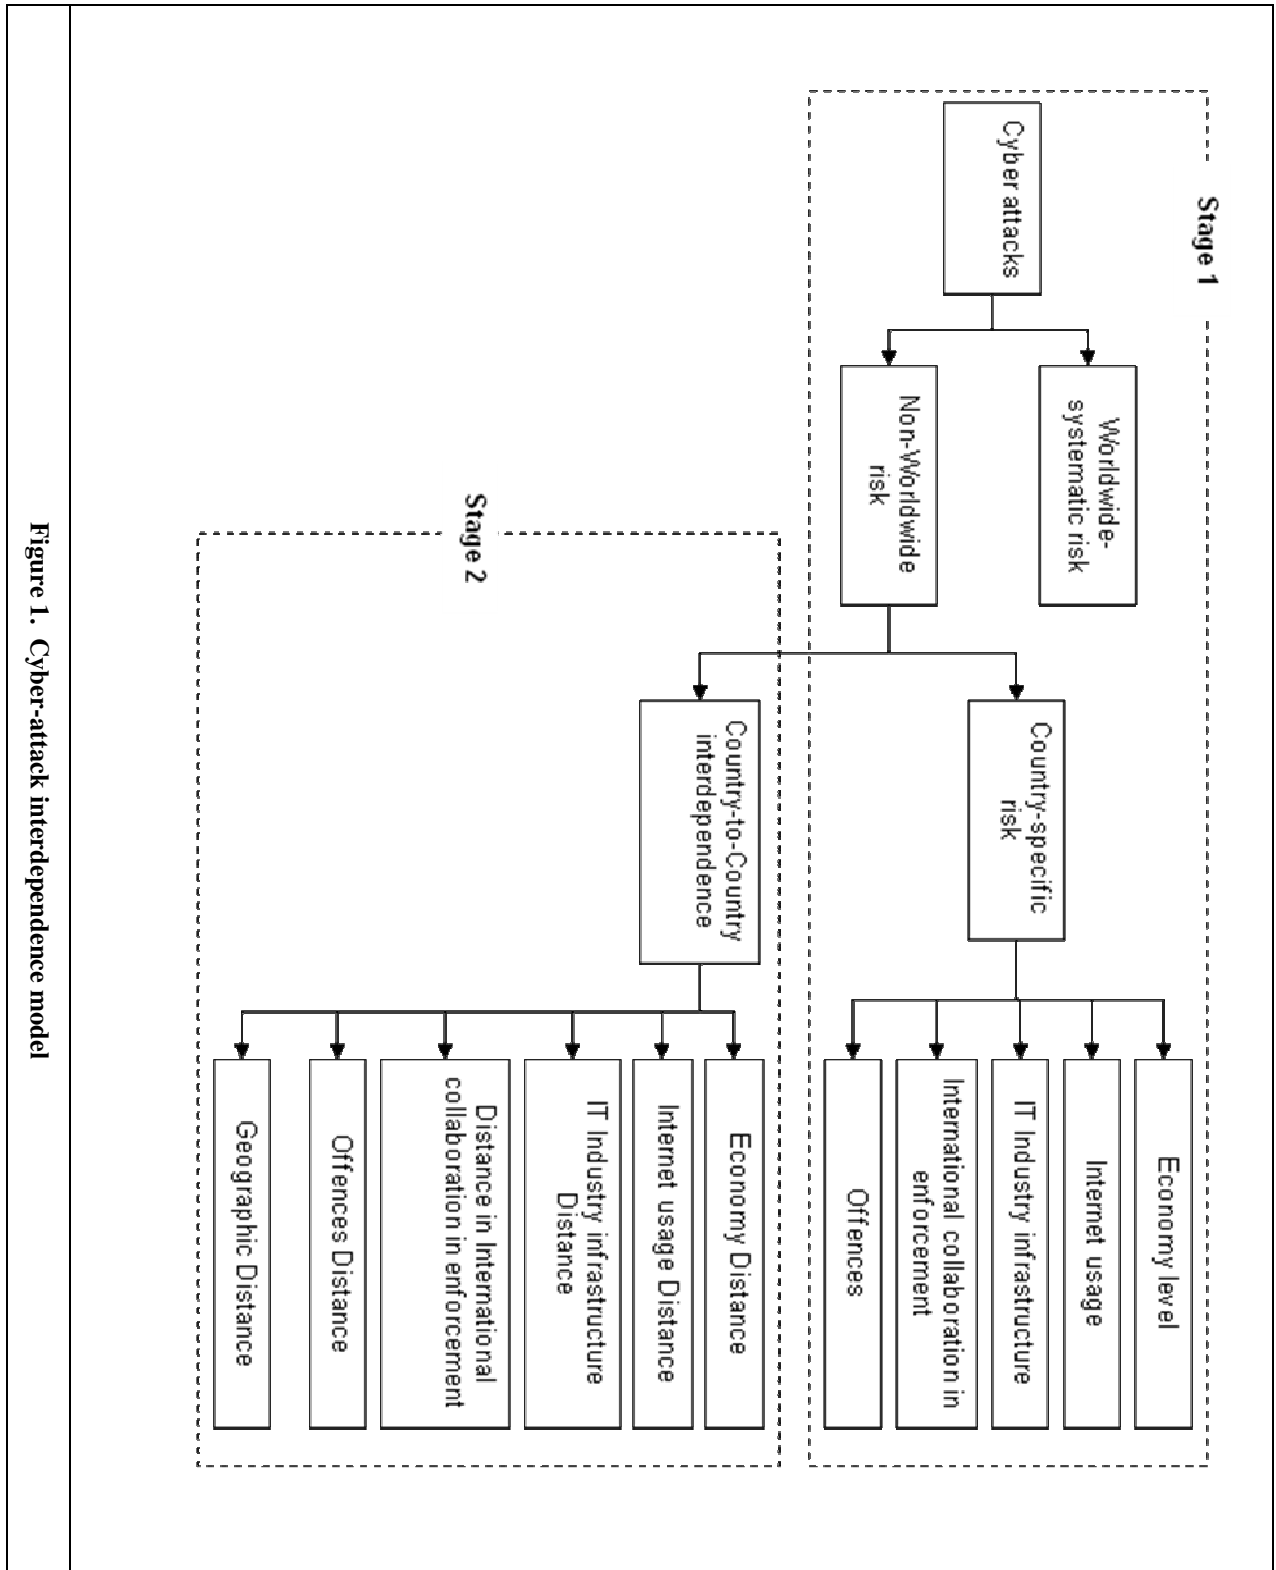 Stage 1
Cyber attacks
Worldwide-
systematic risk
Non-Worldwide
risk
Country-specific
risk
Economy level
Internet usage
IT Industry infrastructure
International collaboration in
enforcement
Offences
Stage 2
Country-to-Country
interdependence
Economy Distance
Internet usage Distance
IT Industry infrastructure
Distance
Distance in International
collaboration in enforcement
Offences Distance
Geographic Distance
Figure 1. Cyber-attack interdependence model